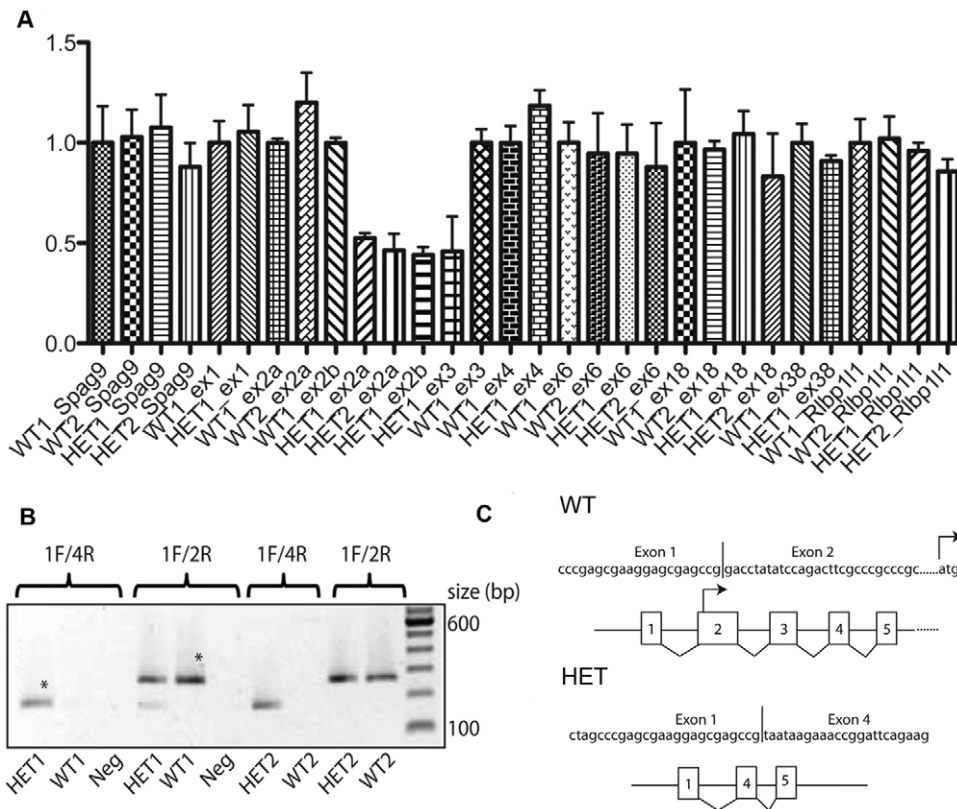 A
1.5
1.0
0.5
0.0
WT1_Spag9
WT2_Spag9
HET1_Spag9
HET2_Spag9
WT1_ex1
HET1_ex1
WT1_ex2a
WT2_ex2a
WT1_ex2b
HET1_ex2a
HET2_ex2a
HET1_ex2b
HET1_ex3
WT1_ex3
WT1_ex4
HET1_ex4
WT1_ex6
WT2_ex6
HET1_ex6
HET2_ex6
WT1_ex18
WT2_ex18
HET1_ex18
HET2_ex18
WT1_ex38
HET1_ex38
WT1_Rlbp1l1
WT2_Rlbp1l1
HET1_Rlbp1l1
HET2_Rlbp1l1
B
1F/4R 1F/2R 1F/4R 1F/2R
size (bp)
600
* *
100
HET1 WT1 Neg HET1 WT1 Neg HET2 WT2 HET2 WT2
C
WT
Exon 1 Exon 2
cccgagcgaaggagcgagccg gacctatatccagacttcgcccgcccgc......atg
1 2 3 4 5 .......
HET
Exon 1 Exon 4
ctagcccgagcgaaggagcgagccg taataagaaaccggattcagaag
1 4 5